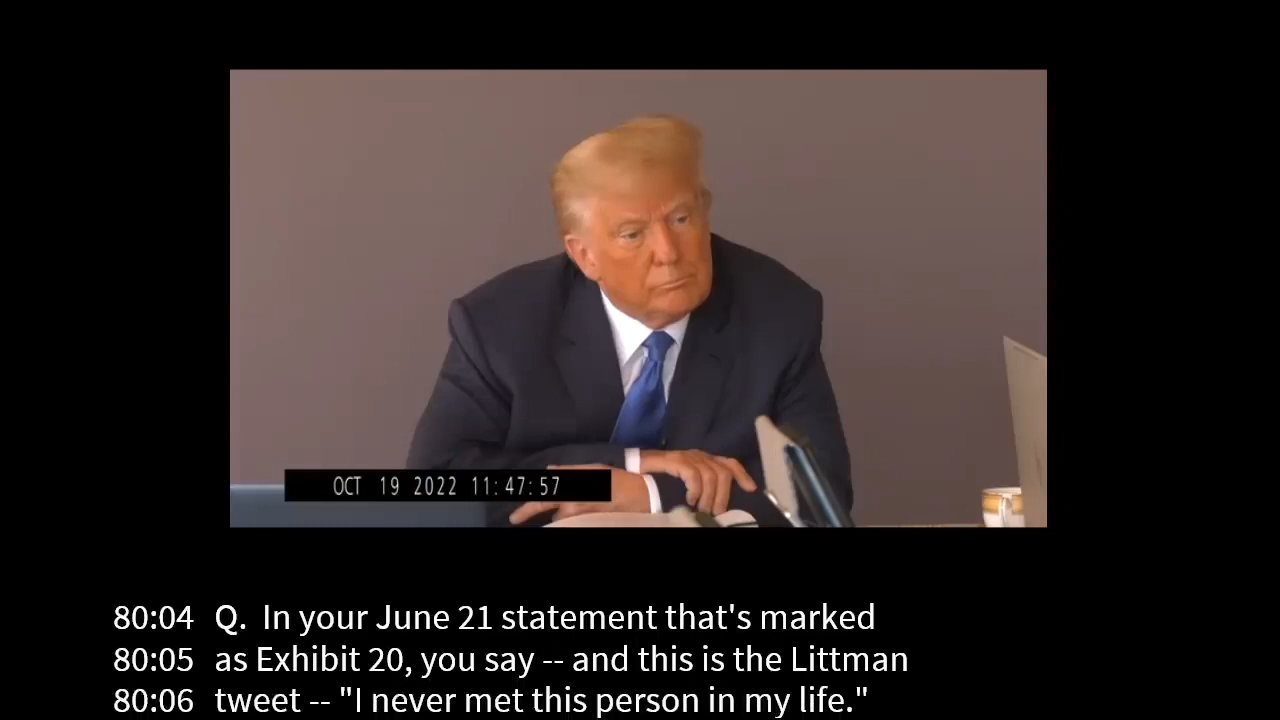 OCT 19 2022 11:47:57
80:04 Q. In your June 21 statement that's marked
80:05 as Exhibit 20, you say -- and this is the Littman
80:06 tweet -- "I never met this person in my life."